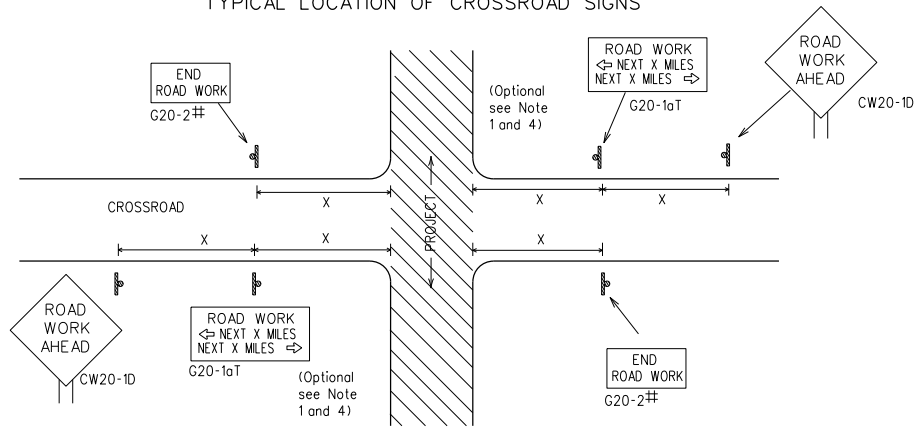 TYPICAL LOCATION OF CROSSROAD SIGNS
END
ROAD WORK
G20-2#
(Optional
see Note
1 and 4)
ROAD WORK
⇦ NEXT X MILES
NEXT X MILES ⇨
G20-1aT
ROAD
WORK
AHEAD
CW20-1D
CROSSROAD
X
X
X
PROJECT
X
X
X
ROAD
WORK
AHEAD
CW20-1D
ROAD WORK
⇦ NEXT X MILES
NEXT X MILES ⇨
G20-1aT
(Optional
see Note
1 and 4)
END
ROAD WORK
G20-2#